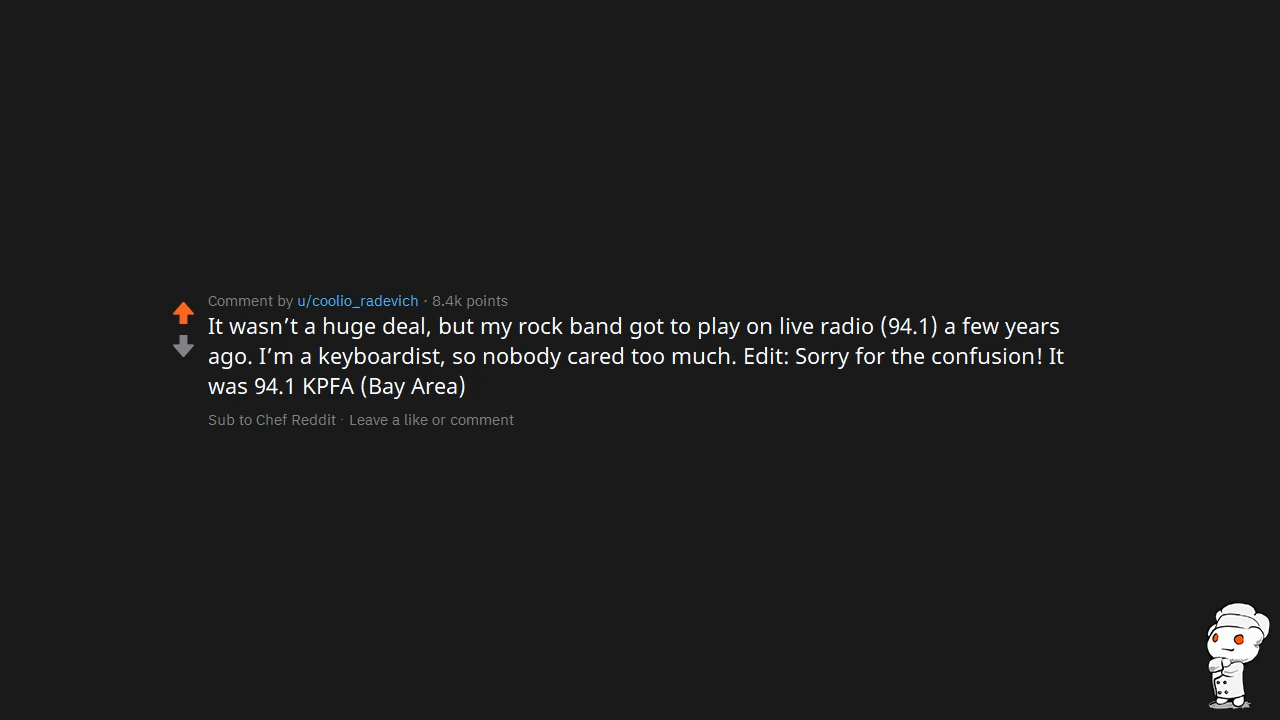 Comment by u/coolio_radevich · 8.4k points
It wasn’t a huge deal, but my rock band got to play on live radio (94.1) a few years
ago. I’m a keyboardist, so nobody cared too much. Edit: Sorry for the confusion! It
was 94.1 KPFA (Bay Area)
Sub to Chef Reddit · Leave a like or comment